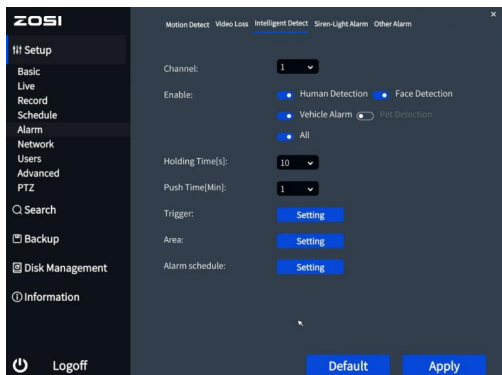 ZOSI
Motion Detect Video Loss Intelligent Detect Siren-Light Alarm Other Alarm
Setup
Basic
Live
Record
Schedule
Alarm
Network
Users
Advanced
PTZ
Search
Backup
Disk Management
Information
Logoff
Channel: 1
Enable: Human Detection Face Detection
Vehicle Alarm Pet Detection
All
Holding Time[s]: 10
Push Time[Min]: 1
Trigger: Setting
Area: Setting
Alarm schedule: Setting
Default Apply